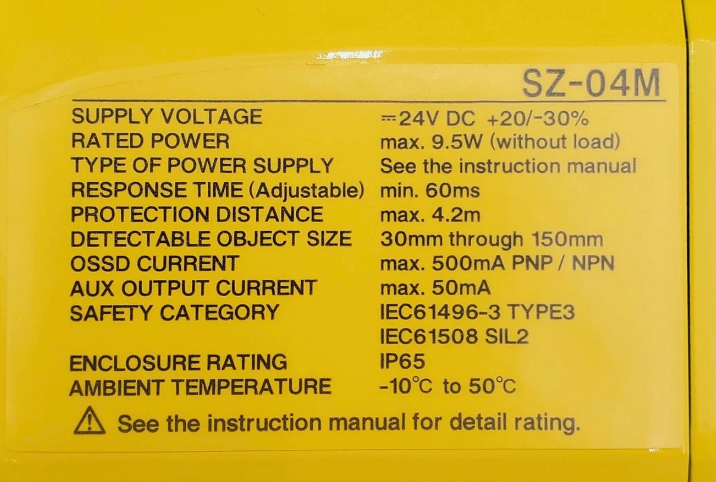 SZ-04M
SUPPLY VOLTAGE ⎓24V DC +20/-30%
RATED POWER max. 9.5W (without load)
TYPE OF POWER SUPPLY See the instruction manual
RESPONSE TIME (Adjustable) min. 60ms
PROTECTION DISTANCE max. 4.2m
DETECTABLE OBJECT SIZE 30mm through 150mm
OSSD CURRENT max. 500mA PNP / NPN
AUX OUTPUT CURRENT max. 50mA
SAFETY CATEGORY IEC61496-3 TYPE3
IEC61508 SIL2
ENCLOSURE RATING IP65
AMBIENT TEMPERATURE -10℃ to 50℃
⚠ See the instruction manual for detail rating.